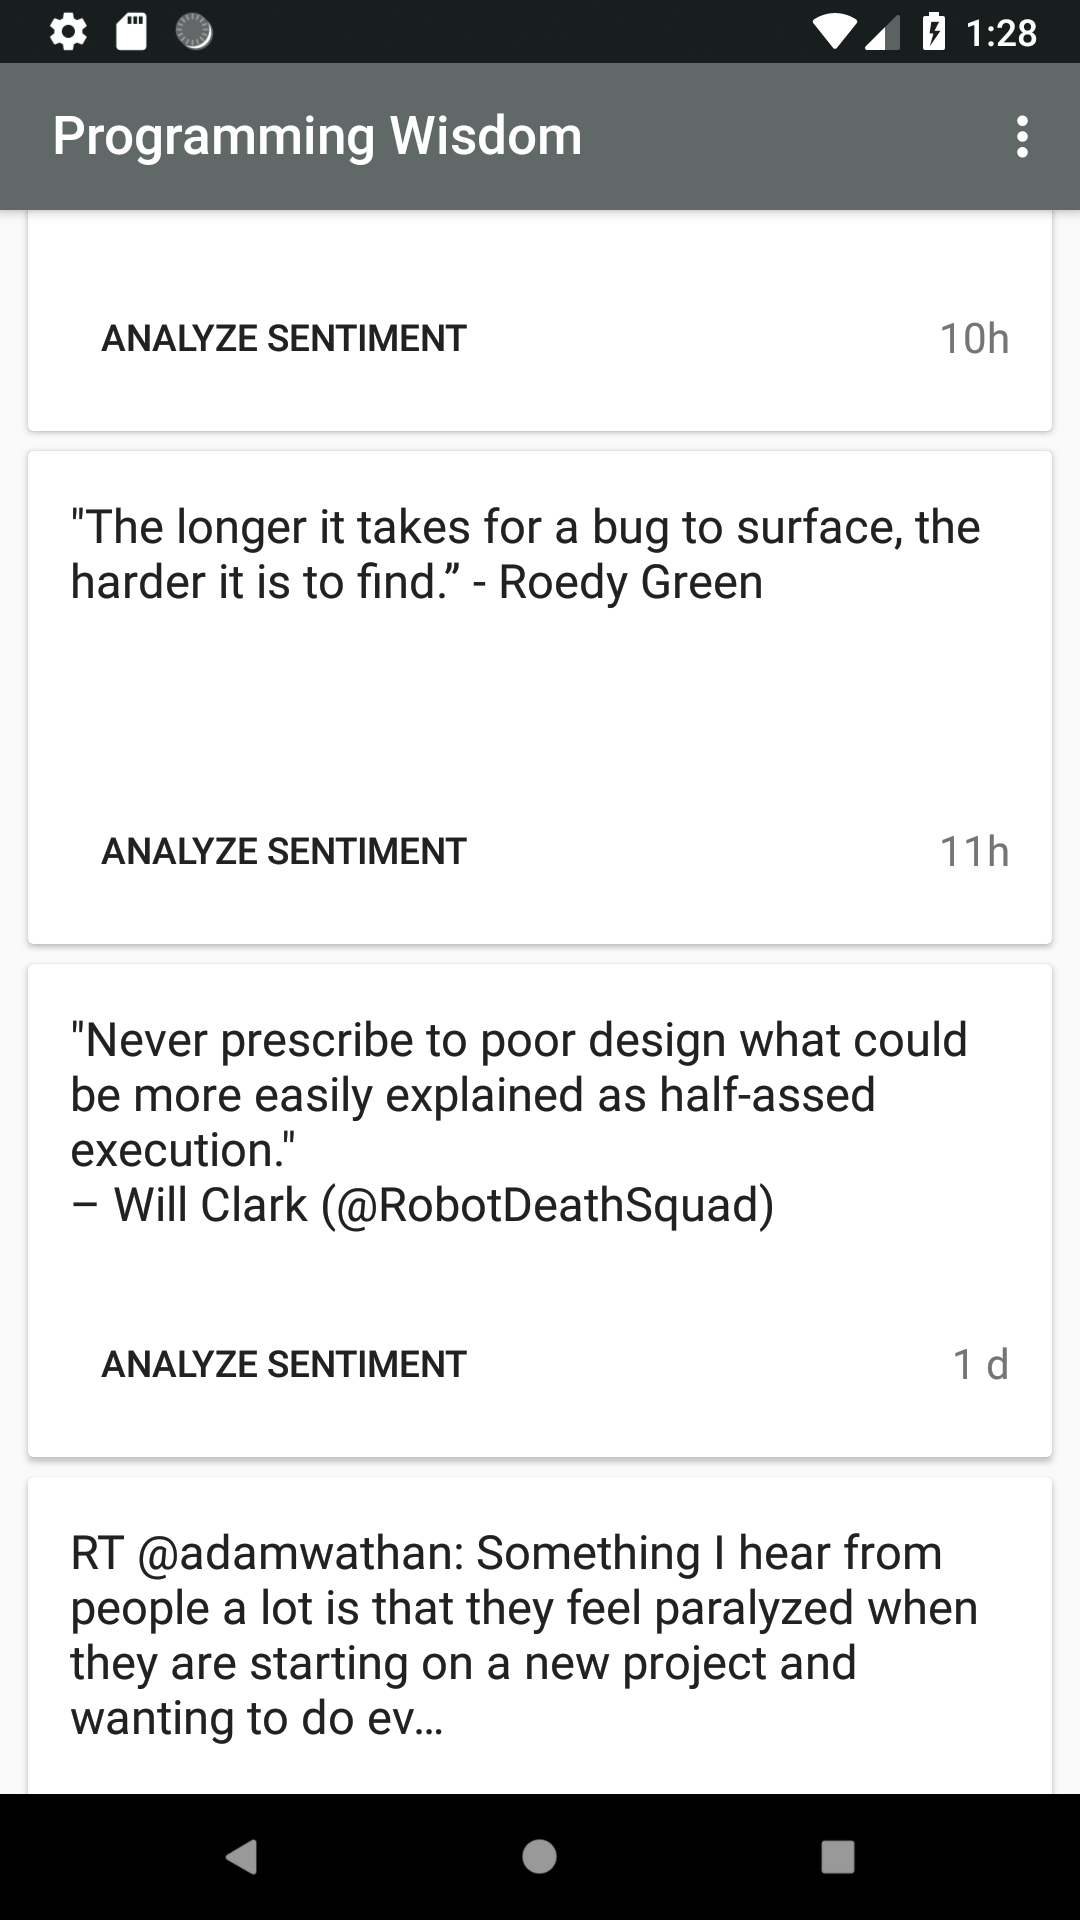 1:28
Programming Wisdom
ANALYZE SENTIMENT 10h
"The longer it takes for a bug to surface, the
harder it is to find.” - Roedy Green
ANALYZE SENTIMENT 11h
"Never prescribe to poor design what could
be more easily explained as half-assed
execution."
– Will Clark (@RobotDeathSquad)
ANALYZE SENTIMENT 1 d
RT @adamwathan: Something I hear from
people a lot is that they feel paralyzed when
they are starting on a new project and
wanting to do ev…